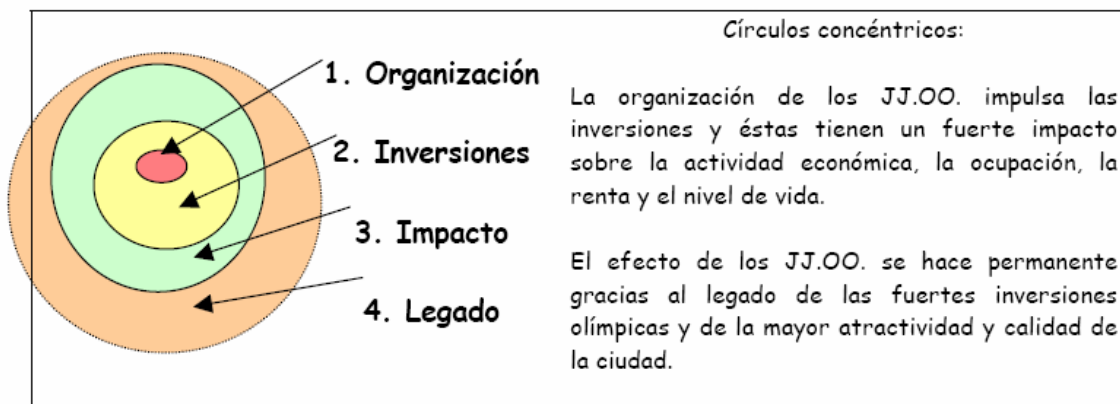 1. Organización
2. Inversiones
3. Impacto
4. Legado
Círculos concéntricos:
La organización de los JJ.OO. impulsa las
inversiones y éstas tienen un fuerte impacto
sobre la actividad económica, la ocupación, la
renta y el nivel de vida.
El efecto de los JJ.OO. se hace permanente
gracias al legado de las fuertes inversiones
olímpicas y de la mayor atractividad y calidad de
la ciudad.